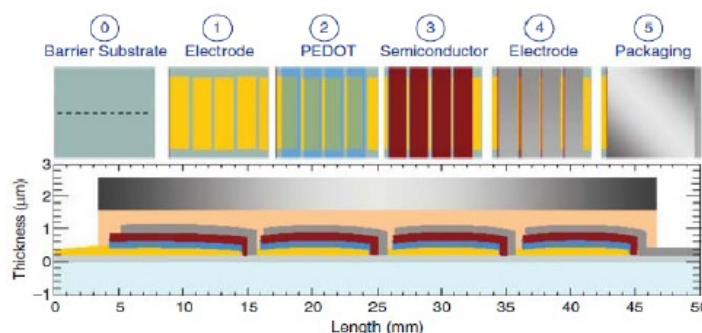 0 1 2 3 4 5
Barrier Substrate Electrode PEDOT Semiconductor Electrode Packaging
3
2
1
0
−1
Thickness (μm)
0 5 10 15 20 25 30 35 40 45 50
Length (mm)